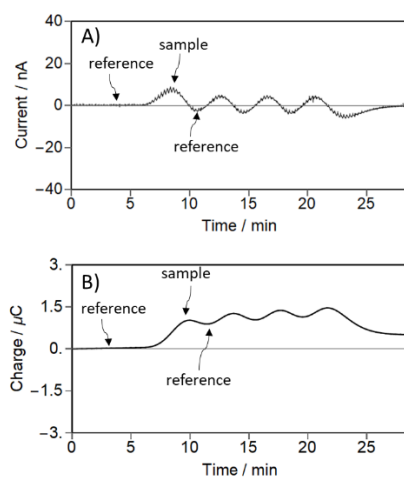 A)
40
20
0
−20
−40
Current / nA
reference
sample
reference
0 5 10 15 20 25
Time / min
B)
3.
1.5
0.
−1.5
−3.
Charge / µC
sample
reference
reference
0 5 10 15 20 25
Time / min